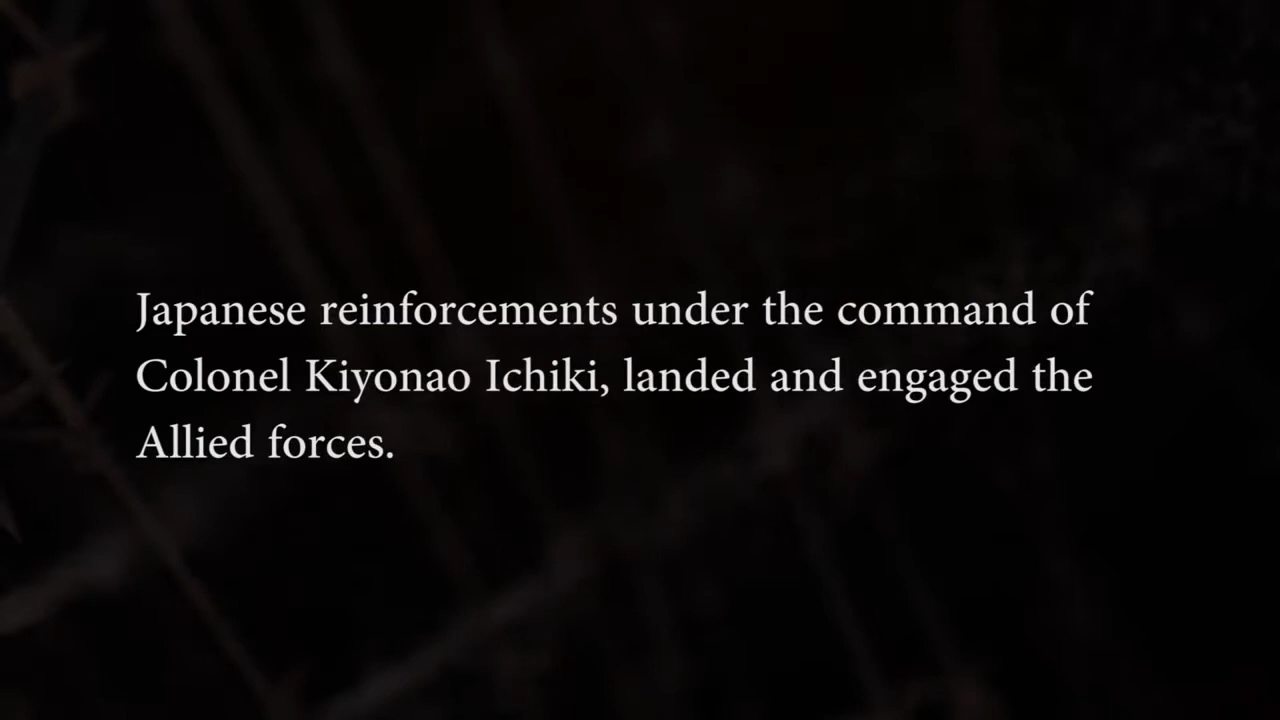 Japanese reinforcements under the command of
Colonel Kiyonao Ichiki, landed and engaged the
Allied forces.